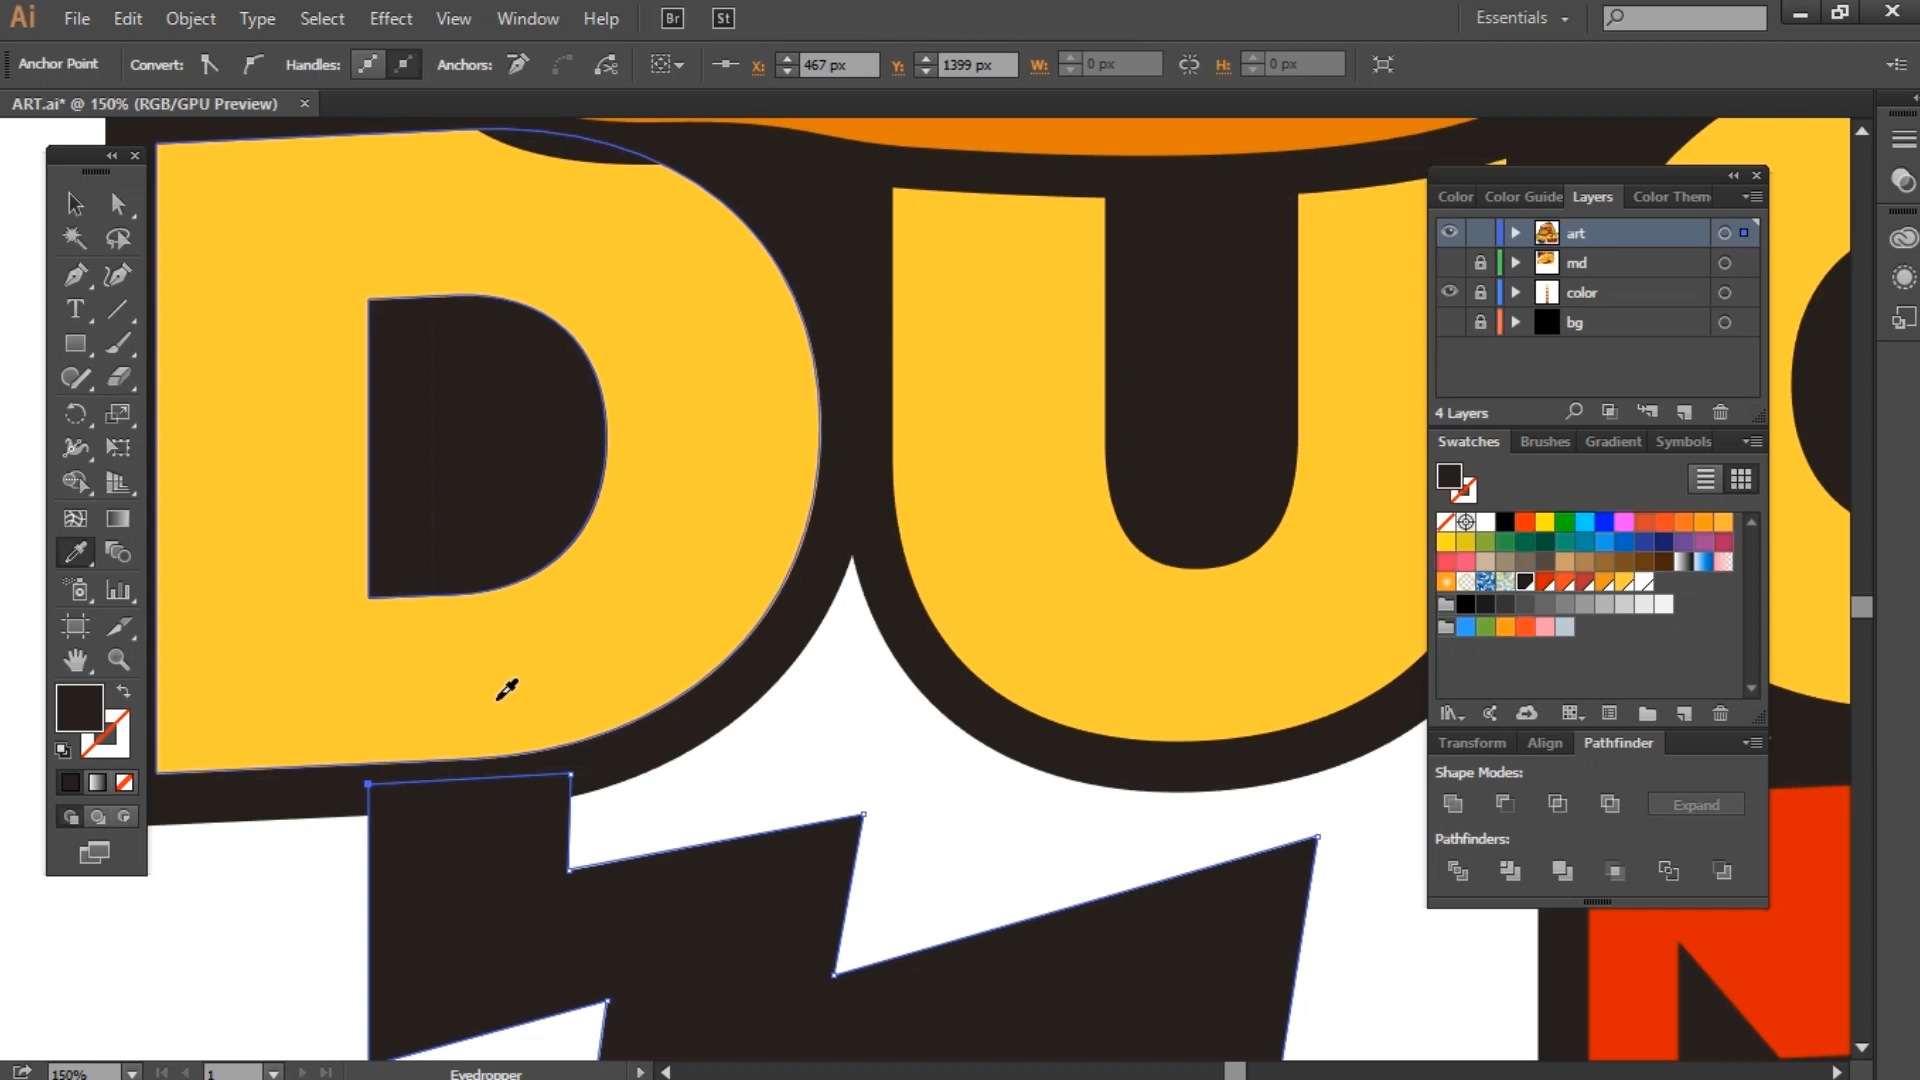 Ai File Edit Object Type Select Effect View Window Help Br St Essentials
Anchor Point Convert: Handles: Anchors: X: 467 px Y: 1399 px W: 0 px H: 0 px
ART.ai* @ 150% (RGB/GPU Preview)
Color Color Guide Layers Color Them
art
md
color
bg
4 Layers
Swatches Brushes Gradient Symbols
Transform Align Pathfinder
Shape Modes:
Expand
Pathfinders:
DU
N
150% 1 Eyedropper